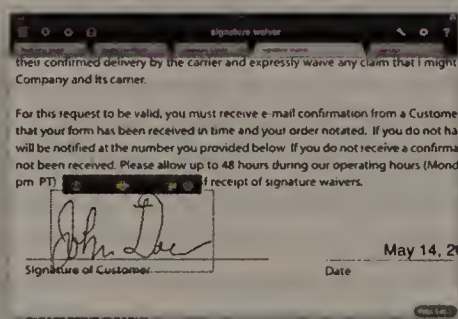 signature waiver
?
their confirmed delivery by the carrier and expressly waive any claim that I might
Company and its carrier.
For this request to be valid, you must receive e-mail confirmation from a Custome
that your form has been received in time and your order notated. If you do not ha
will be notified at the number you provided below If you do not receive a confirma
not been received. Please allow up to 48 hours during our operating hours (Mond
pm PT) f receipt of signature waivers.
John Doe
May 14, 20
Signature of Customer
Date